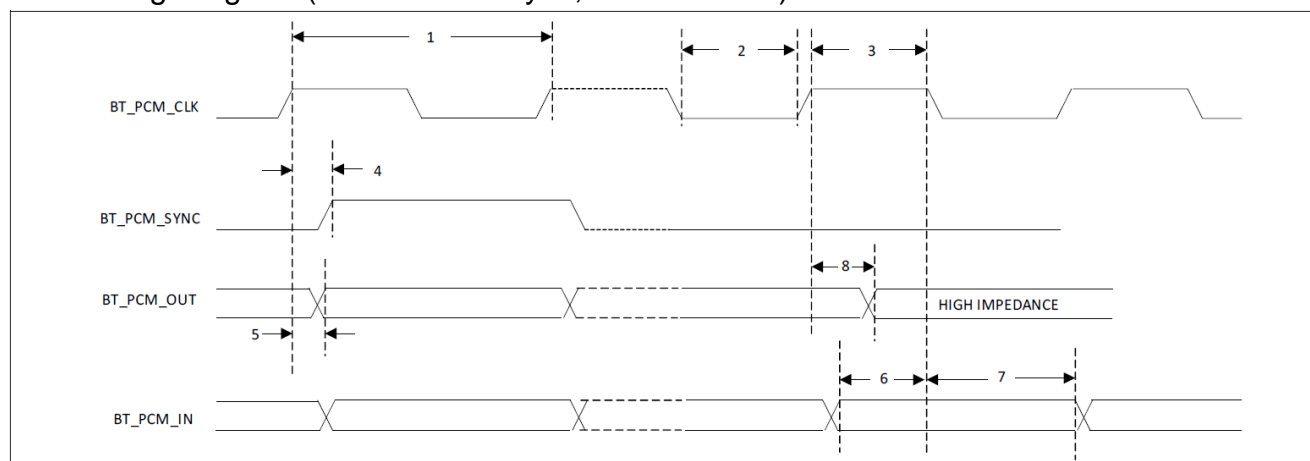 1
2
3
BT_PCM_CLK
4
BT_PCM_SYNC
8
BT_PCM_OUT
HIGH IMPEDANCE
5
6
7
BT_PCM_IN